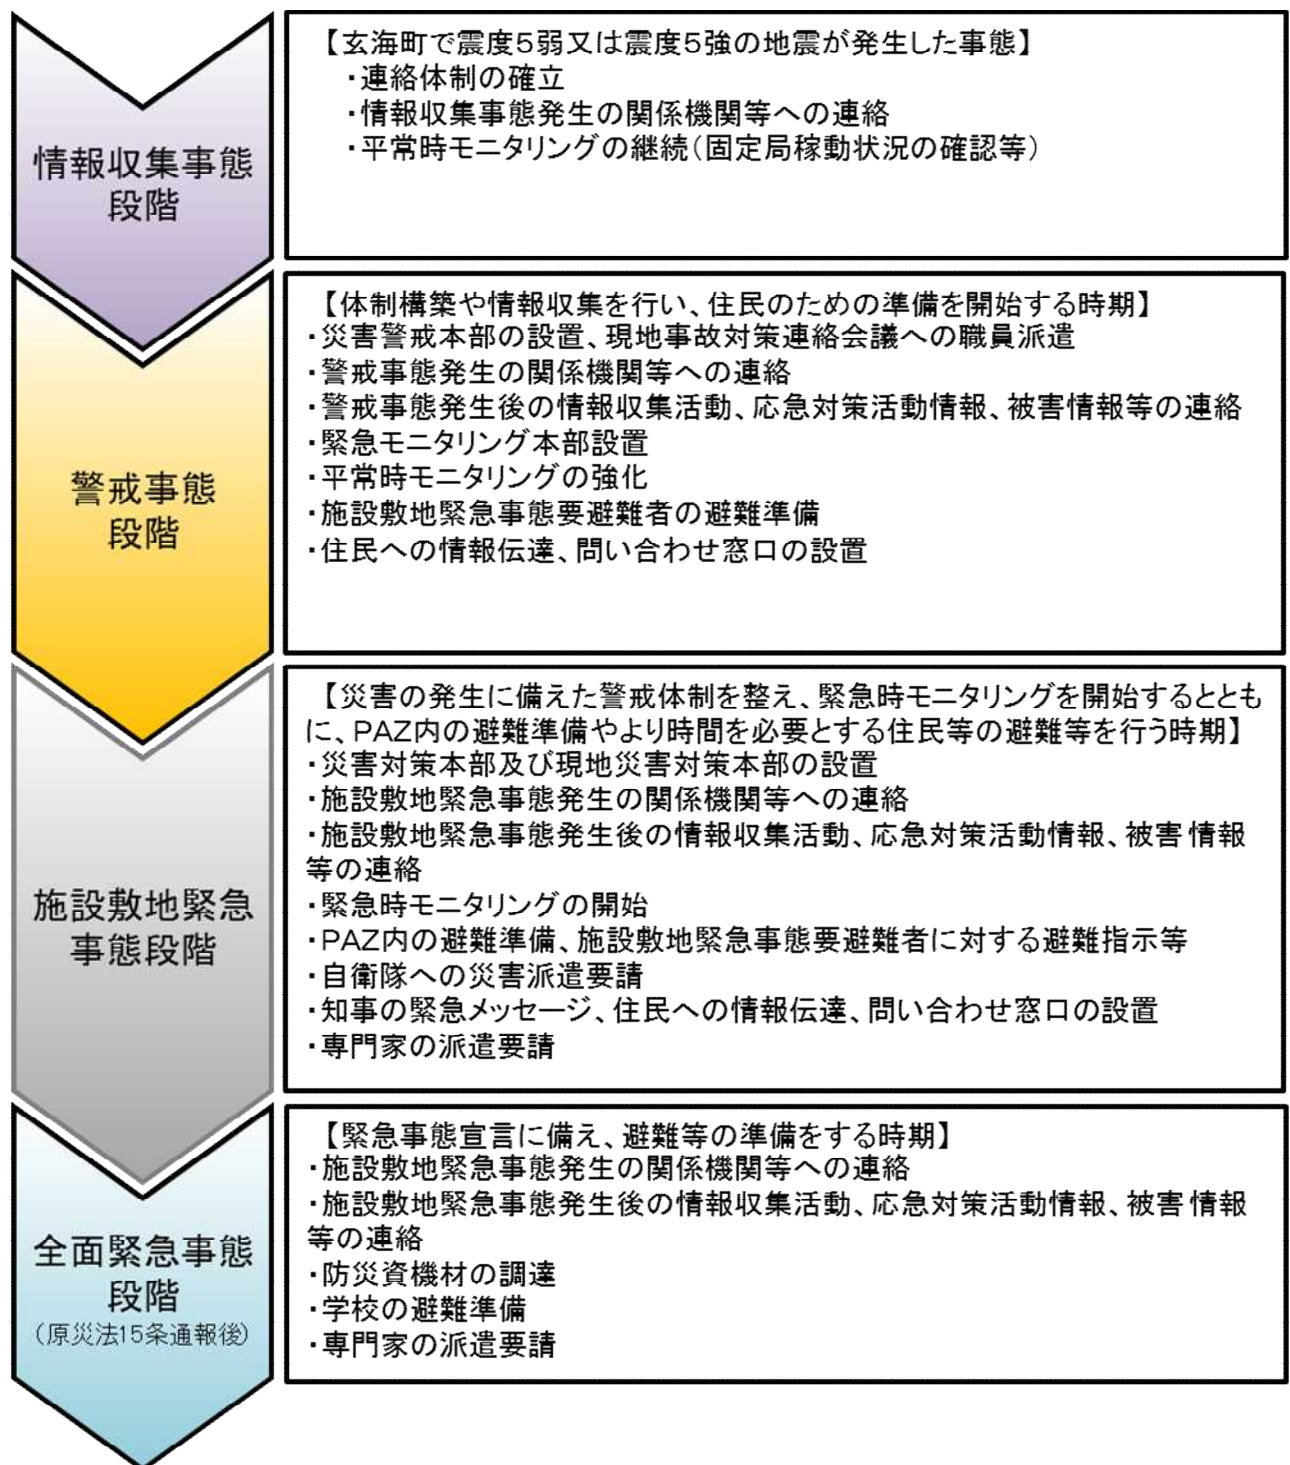 情報収集事態
段階
【玄海町で震度5弱又は震度5強の地震が発生した事態】
・連絡体制の確立
・情報収集事態発生の関係機関等への連絡
・平常時モニタリングの継続(固定局稼動状況の確認等)
警戒事態
段階
【体制構築や情報収集を行い、住民のための準備を開始する時期】
・災害警戒本部の設置、現地事故対策連絡会議への職員派遣
・警戒事態発生の関係機関等への連絡
・警戒事態発生後の情報収集活動、応急対策活動情報、被害情報等の連絡
・緊急モニタリング本部設置
・平常時モニタリングの強化
・施設敷地緊急事態要避難者の避難準備
・住民への情報伝達、問い合わせ窓口の設置
施設敷地緊急
事態段階
【災害の発生に備えた警戒体制を整え、緊急時モニタリングを開始するととも
に、PAZ内の避難準備やより時間を必要とする住民等の避難等を行う時期】
・災害対策本部及び現地災害対策本部の設置
・施設敷地緊急事態発生の関係機関等への連絡
・施設敷地緊急事態発生後の情報収集活動、応急対策活動情報、被害情報
等の連絡
・緊急時モニタリングの開始
・PAZ内の避難準備、施設敷地緊急事態要避難者に対する避難指示等
・自衛隊への災害派遣要請
・知事の緊急メッセージ、住民への情報伝達、問い合わせ窓口の設置
・専門家の派遣要請
全面緊急事態
段階
(原災法15条通報後)
【緊急事態宣言に備え、避難等の準備をする時期】
・施設敷地緊急事態発生の関係機関等への連絡
・施設敷地緊急事態発生後の情報収集活動、応急対策活動情報、被害情報
等の連絡
・防災資機材の調達
・学校の避難準備
・専門家の派遣要請